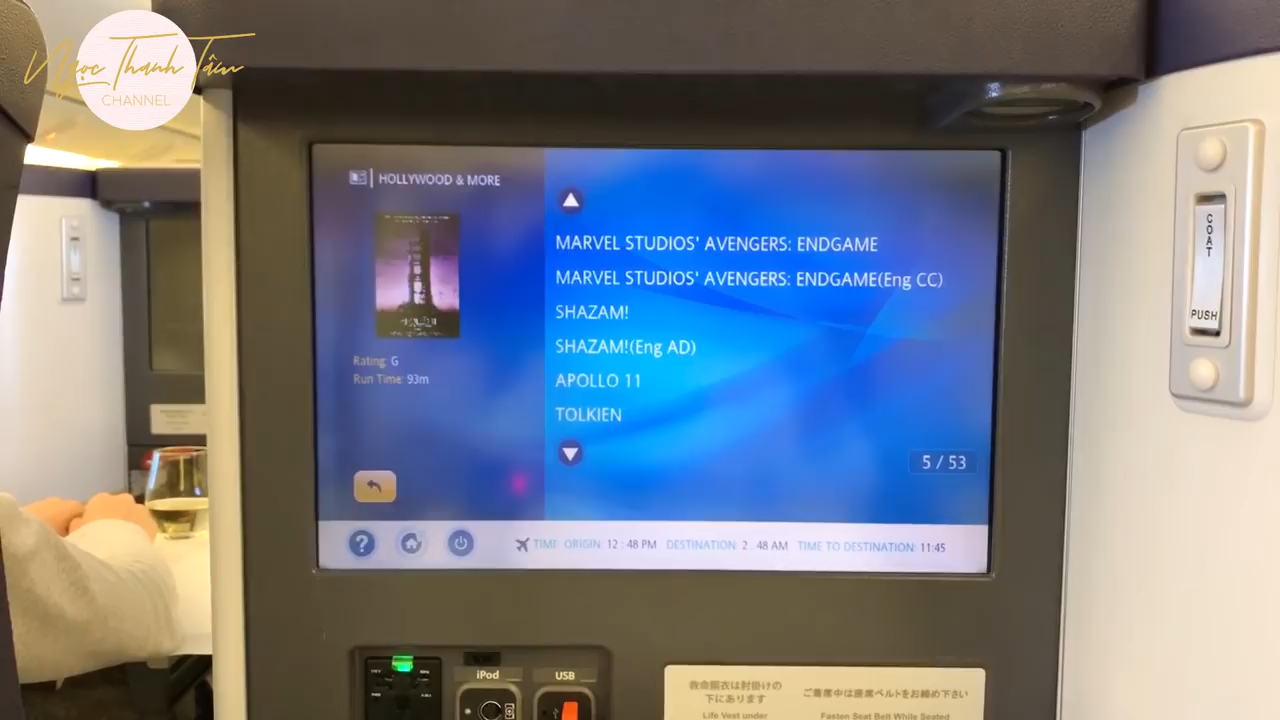 Ngọc Thanh Tâm
CHANNEL
HOLLYWOOD & MORE
Rating: G
Run Time: 93m
MARVEL STUDIOS' AVENGERS: ENDGAME
MARVEL STUDIOS' AVENGERS: ENDGAME(Eng CC)
SHAZAM!
SHAZAM!(Eng AD)
APOLLO 11
TOLKIEN
5 / 53
?
TIME: ORIGIN: 12 : 48 PM DESTINATION: 2 : 48 AM TIME TO DESTINATION: 11:45
COAT
PUSH
iPod
USB
救命胴衣は肘掛けの
下にあります
Life Vest under
ご着席中は座席ベルトをお締め下さい
Fasten Seat Belt While Seated